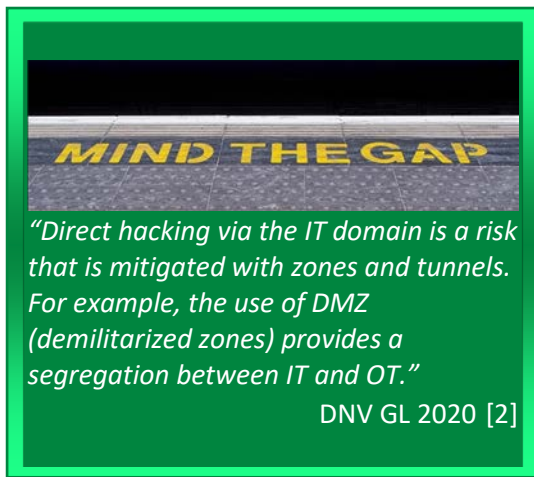 MIND THE GAP
“Direct hacking via the IT domain is a risk
that is mitigated with zones and tunnels.
For example, the use of DMZ
(demilitarized zones) provides a
segregation between IT and OT.”
DNV GL 2020 [2]